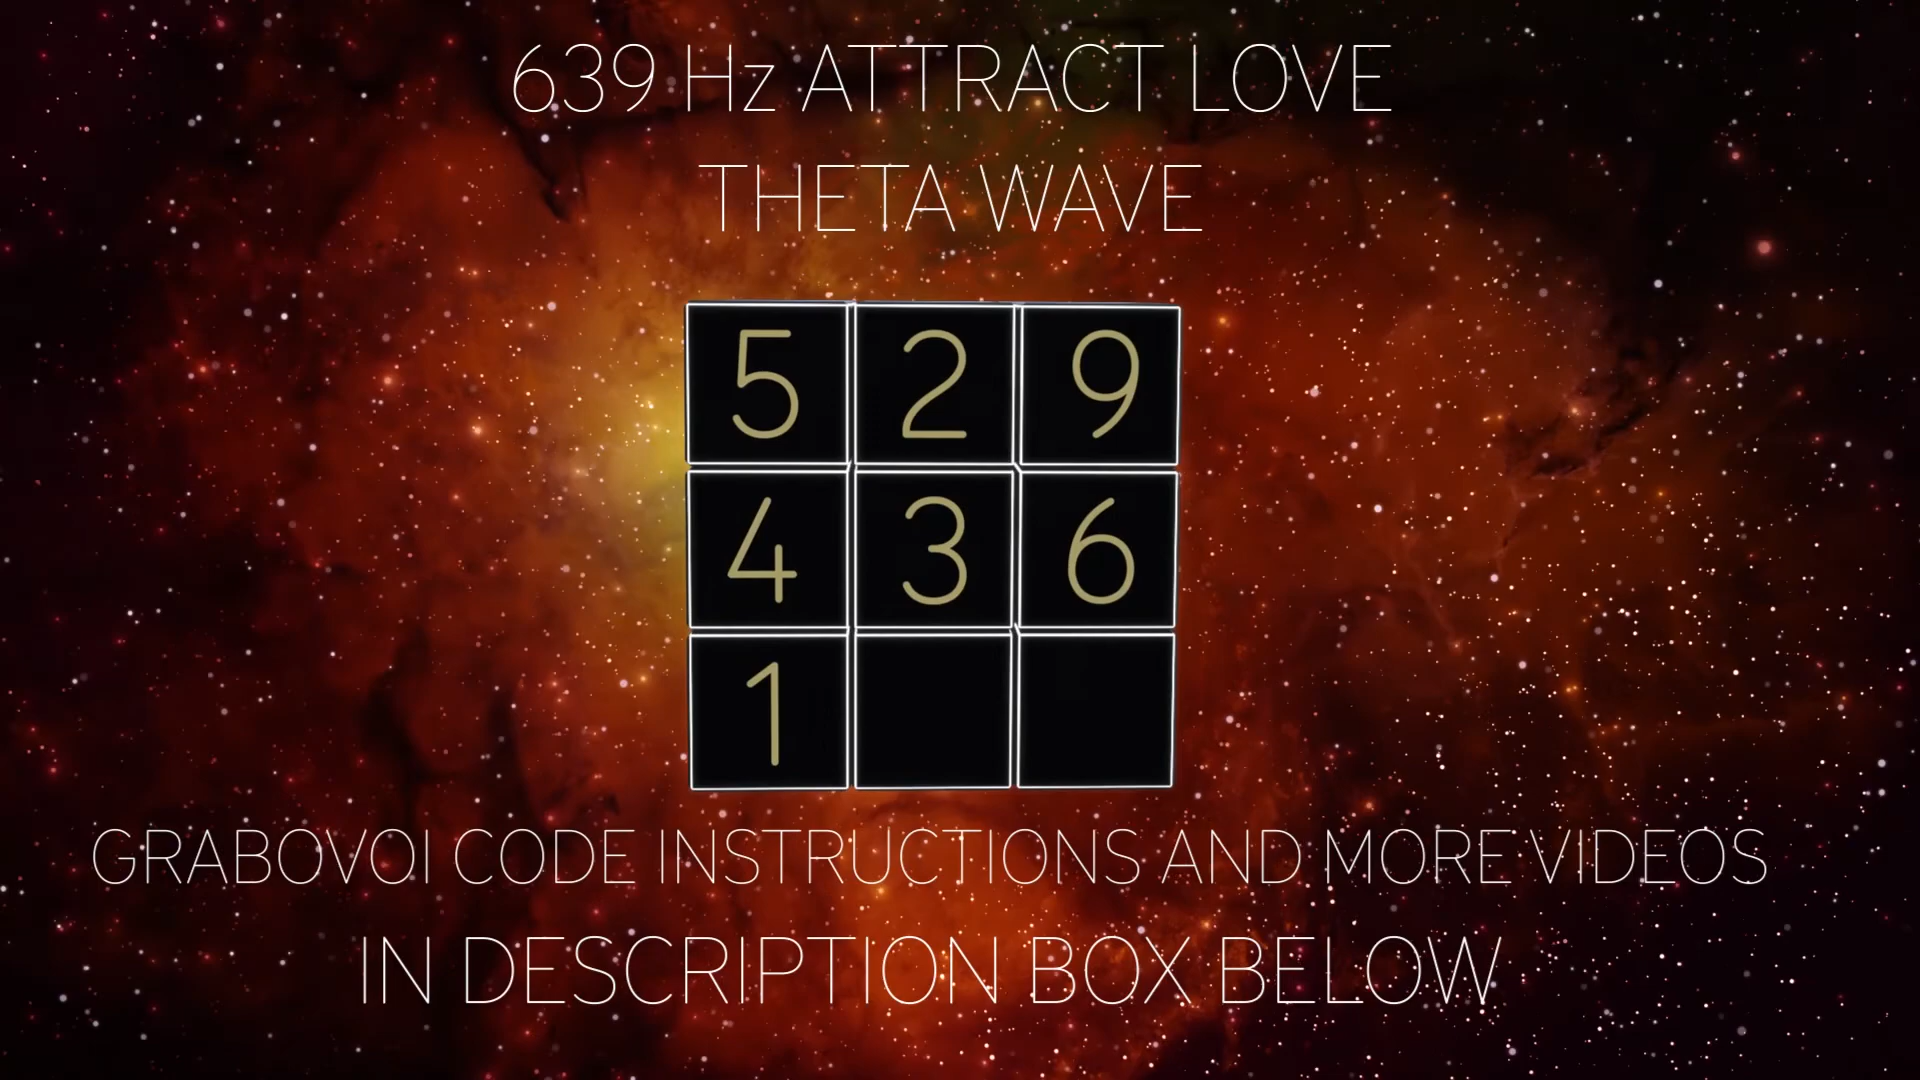 639 Hz ATTRACT LOVE
THETA WAVE
5 2 9
4 3 6
1
GRABOVOI CODE INSTRUCTIONS AND MORE VIDEOS
IN DESCRIPTION BOX BELOW